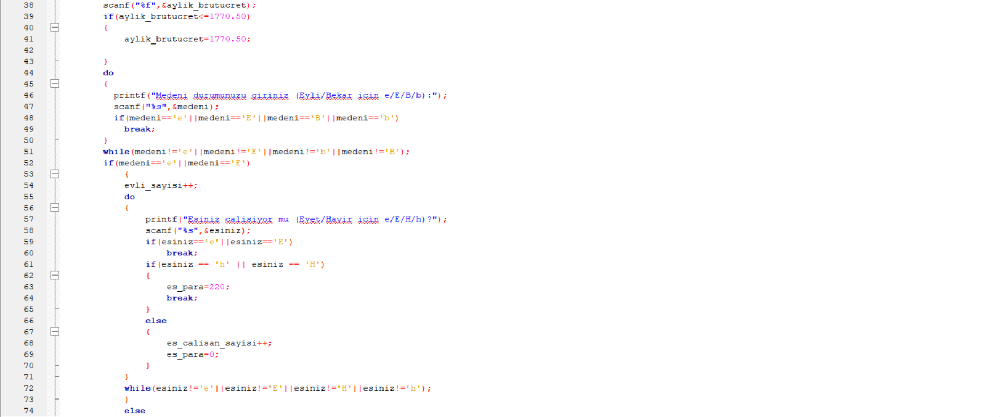 38 scanf("%f",&aylik_brutucret);
39 if(aylik_brutucret<=1770.50)
40 {
41 aylik_brutucret=1770.50;
42
43 }
44 do
45 {
46 printf("Medeni durumunuzu giriniz (Evli/Bekar icin e/E/B/b):");
47 scanf("%s",&medeni);
48 if(medeni=='e'||medeni=='E'||medeni=='B'||medeni=='b')
49 break;
50 }
51 while(medeni!='e'||medeni!='E'||medeni!='b'||medeni!='B');
52 if(medeni=='e'||medeni=='E')
53 {
54 evli_sayisi++;
55 do
56 {
57 printf("Esiniz calisiyor mu (Evet/Hayir icin e/E/H/h)?");
58 scanf("%s",&esiniz);
59 if(esiniz=='e'||esiniz=='E')
60 break;
61 if(esiniz == 'h' || esiniz == 'H')
62 {
63 es_para=220;
64 break;
65 }
66 else
67 {
68 es_calisan_sayisi++;
69 es_para=0;
70 }
71 }
72 while(esiniz!='e'||esiniz!='E'||esiniz!='H'||esiniz!='h');
73 }
74 else